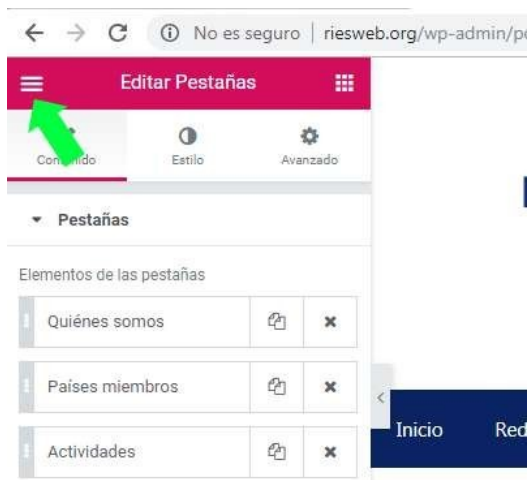 No es seguro | riesweb.org/wp-admin/p
Editar Pestañas
Estilo Avanzado
Pestañas
Elementos de las pestañas
Quiénes somos
Países miembros
Actividades
Inicio Red